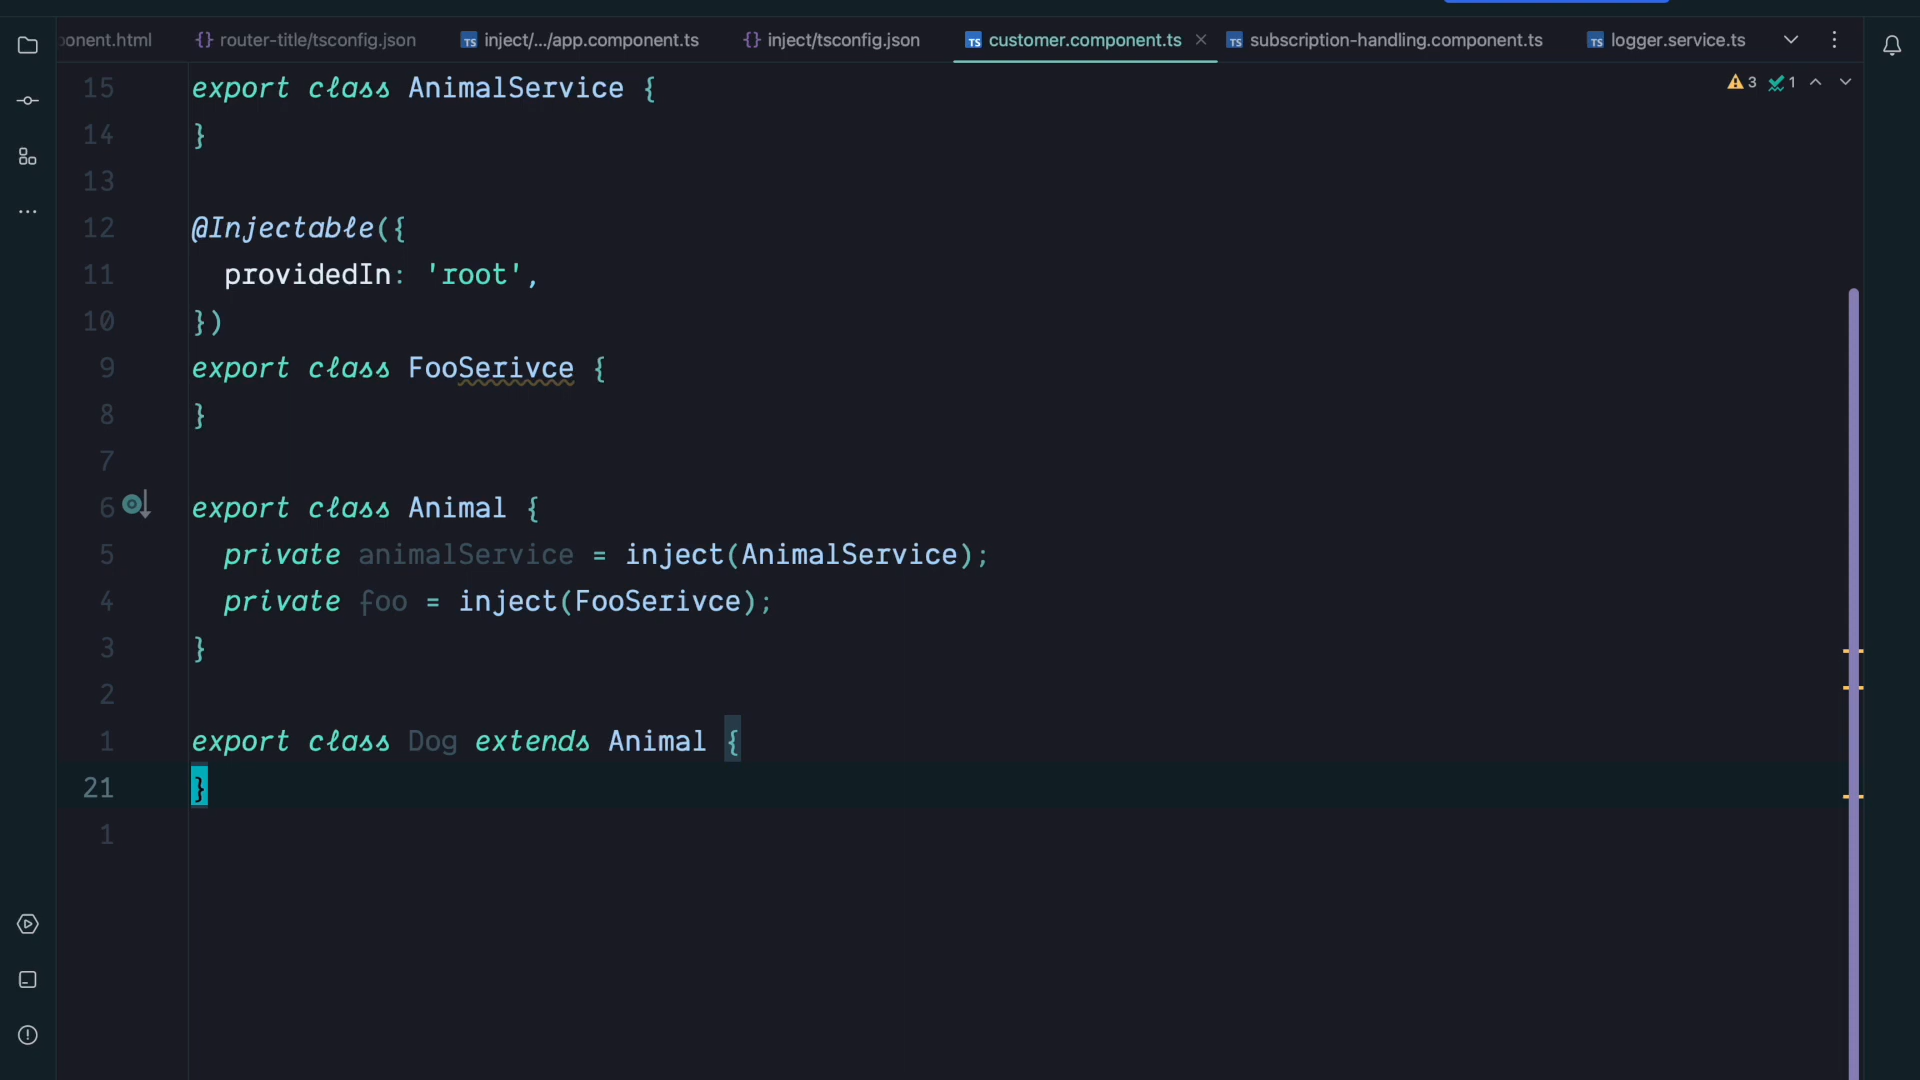 ponent.html {} router-title/tsconfig.json TS inject/.../app.component.ts {} inject/tsconfig.json TS customer.component.ts TS subscription-handling.component.ts TS logger.service.ts
3 1
15 export class AnimalService {
14 }
13
12 @Injectable({
11 providedIn: 'root',
10 })
9 export class FooSerivce {
8 }
7
6 export class Animal {
5 private animalService = inject(AnimalService);
4 private foo = inject(FooSerivce);
3 }
2
1 export class Dog extends Animal {
21 }
1